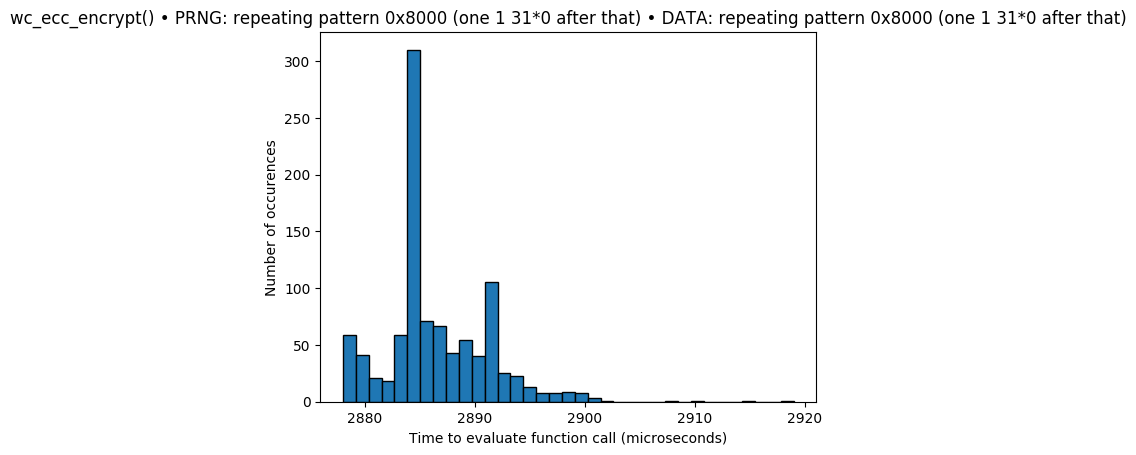 wc_ecc_encrypt() • PRNG: repeating pattern 0x8000 (one 1 31*0 after that) • DATA: repeating pattern 0x8000 (one 1 31*0 after that)
300
250
200
150
100
50
0
Number of occurences
2880 2890 2900 2910 2920
Time to evaluate function call (microseconds)